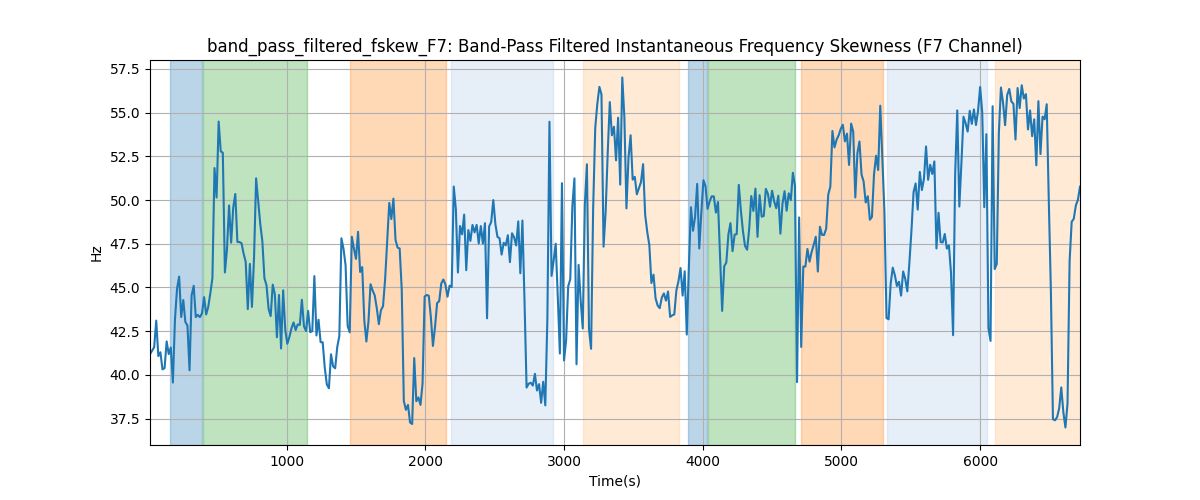 band_pass_filtered_fskew_F7: Band-Pass Filtered Instantaneous Frequency Skewness (F7 Channel)
57.5
55.0
52.5
50.0
47.5
45.0
42.5
40.0
37.5
Hz
1000 2000 3000 4000 5000 6000
Time(s)